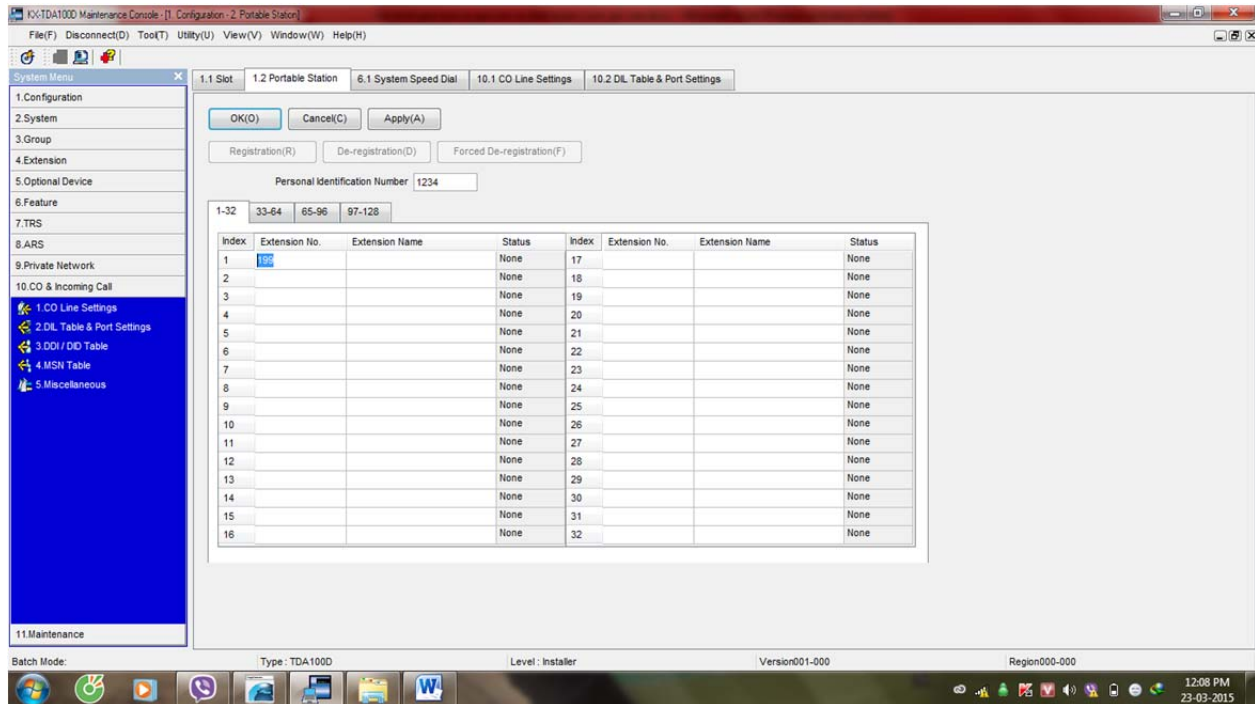 KX-TDA100D Maintenance Console - [1. Configuration - 2. Portable Station]
File(F) Disconnect(D) Tool(T) Utility(U) View(V) Window(W) Help(H)
System Menu
1.Configuration
2.System
3.Group
4.Extension
5.Optional Device
6.Feature
7.TRS
8.ARS
9.Private Network
10.CO & Incoming Call
1.CO Line Settings
2.DIL Table & Port Settings
3.DDI / DID Table
4.MSN Table
5.Miscellaneous
11.Maintenance
1.1 Slot 1.2 Portable Station 6.1 System Speed Dial 10.1 CO Line Settings 10.2 DIL Table & Port Settings
OK(O) Cancel(C) Apply(A)
Registration(R) De-registration(D) Forced De-registration(F)
Personal Identification Number 1234
1-32 33-64 65-96 97-128
Index Extension No. Extension Name Status Index Extension No. Extension Name Status
1 199 None 17 None
2 None 18 None
3 None 19 None
4 None 20 None
5 None 21 None
6 None 22 None
7 None 23 None
8 None 24 None
9 None 25 None
10 None 26 None
11 None 27 None
12 None 28 None
13 None 29 None
14 None 30 None
15 None 31 None
16 None 32 None
Batch Mode: Type : TDA100D Level : Installer Version001-000 Region000-000
12:08 PM
23-03-2015